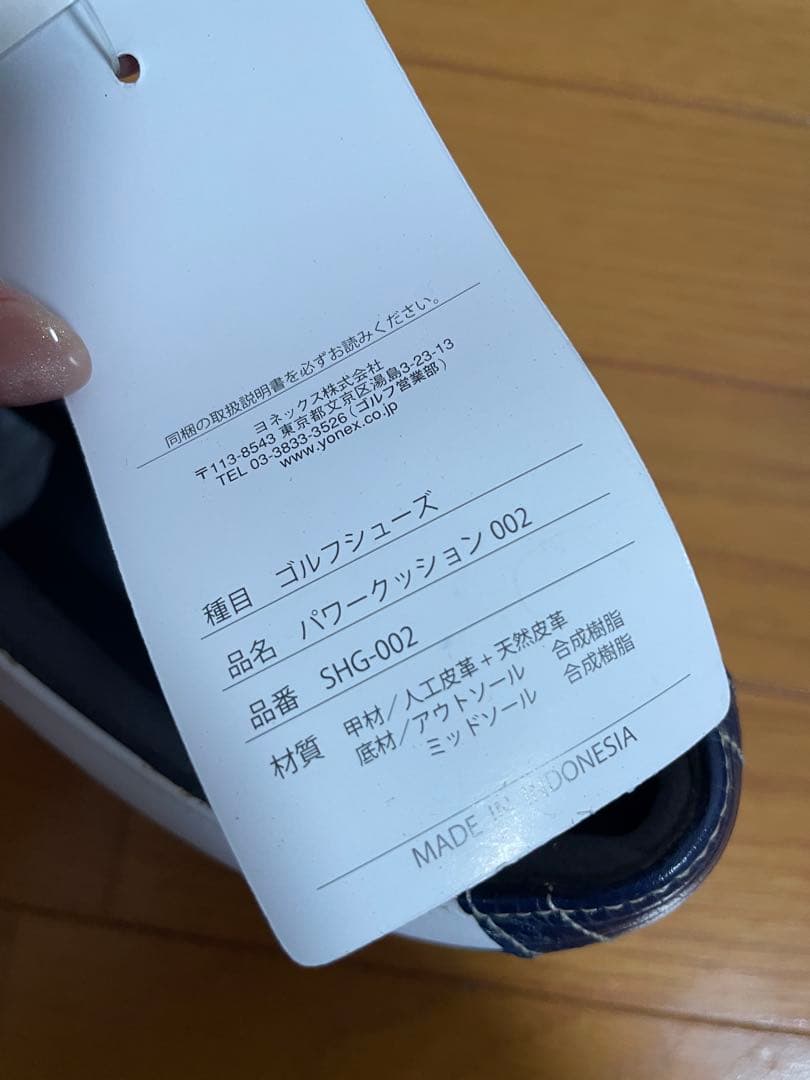 同梱の取扱説明書を必ずお読みください。
ヨネックス株式会社
〒113-8543 東京都文京区湯島3-23-13
TEL 03-3833-3526 (ゴルフ営業部)
www.yonex.co.jp
種目 ゴルフシューズ
品名 パワークッション 002
品番 SHG-002
材質 甲材／人工皮革+天然皮革
底材／アウトソール 合成樹脂
ミッドソール 合成樹脂
MADE IN INDONESIA